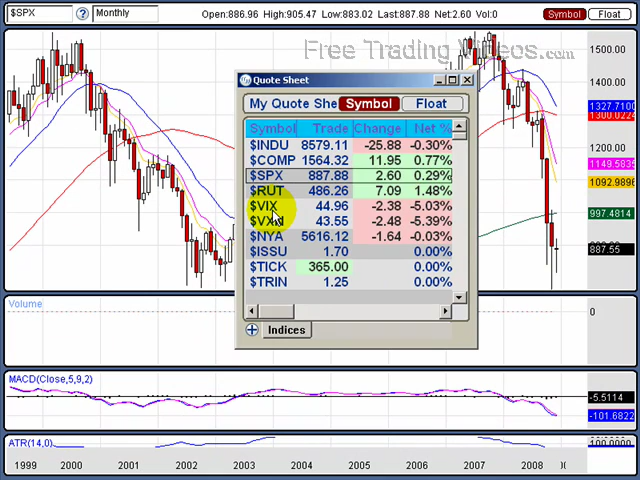 $SPX Monthly Open:886.96 High:905.47 Low:883.02 Last:887.88 Net:2.60 Vol:0 Symbol Float
Free Trading Videos.com
1500.00
1400.00
1327.7100
1300.0224
1149.5835
1092.9896
997.4814
887.55
Quote Sheet
My Quote She Symbol Float
Symbol Trade Change Net %
$INDU 8579.11 -25.88 -0.30%
$COMP 1564.32 11.95 0.77%
$SPX 887.88 2.60 0.29%
$RUT 486.26 7.09 1.48%
$VIX 44.96 -2.38 -5.03%
$VXN 43.55 -2.48 -5.39%
$NYA 5616.12 -1.64 -0.03%
$ISSU 1.70 0.00%
$TICK 365.00 0.00%
$TRIN 1.25 0.00%
Indices
Volume
0
MACD(Close,5,9,2)
-5.5114
-101.6822
ATR(14,0)
100.0000
1999 2000 2001 2002 2003 2004 2005 2006 2007 2008